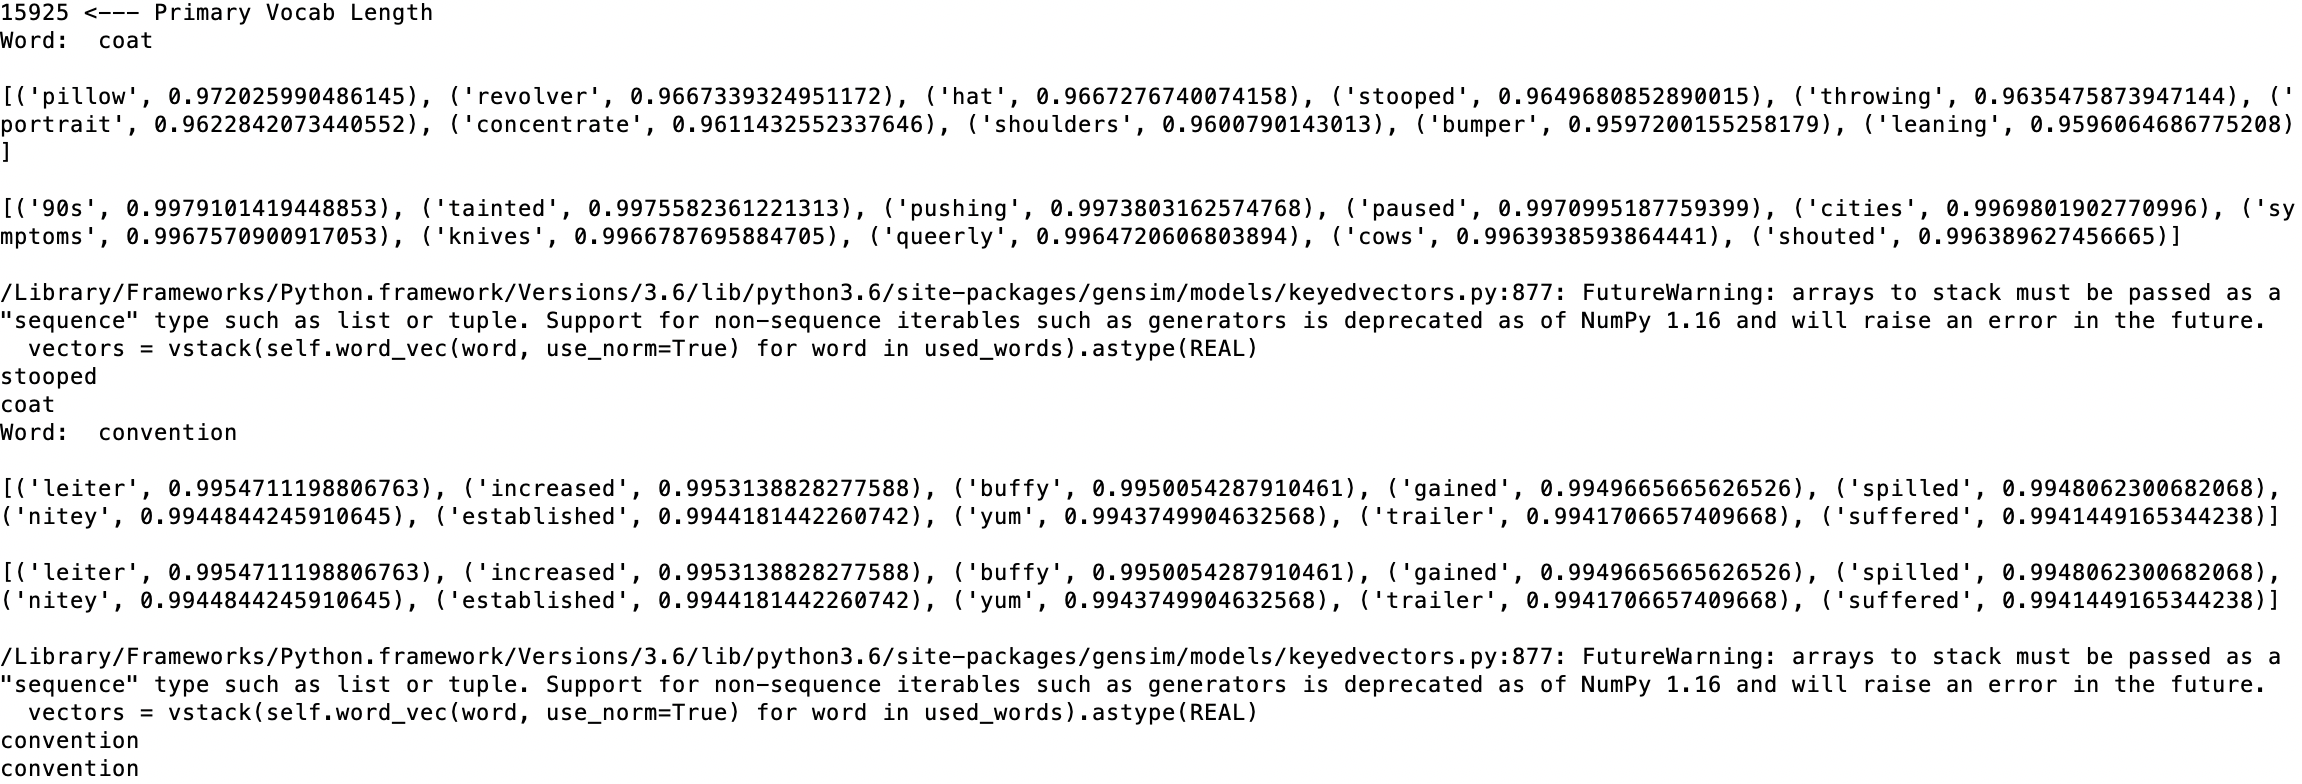 15925 <--- Primary Vocab Length
Word:  coat
[('pillow', 0.972025990486145), ('revolver', 0.9667339324951172), ('hat', 0.9667276740074158), ('stooped', 0.9649680852890015), ('throwing', 0.9635475873947144), ('
portrait', 0.9622842073440552), ('concentrate', 0.9611432552337646), ('shoulders', 0.9600790143013), ('bumper', 0.9597200155258179), ('leaning', 0.9596064686775208)
]
[('90s', 0.9979101419448853), ('tainted', 0.9975582361221313), ('pushing', 0.9973803162574768), ('paused', 0.9970995187759399), ('cities', 0.99698019027​70996), ('sy
mptoms', 0.9967570900917053), ('knives', 0.9966787695884705), ('queerly', 0.9964720606803894), ('cows', 0.9963938593864441), ('shouted', 0.996389627456665)]
/Library/Frameworks/Python.framework/Versions/3.6/lib/python3.6/site-packages/gensim/models/keyedvectors.py:877: FutureWarning: arrays to stack must be passed as a
"sequence" type such as list or tuple. Support for non-sequence iterables such as generators is deprecated as of NumPy 1.16 and will raise an error in the future.
  vectors = vstack(self.word_vec(word, use_norm=True) for word in used_words).astype(REAL)
stooped
coat
Word:  convention
[('leiter', 0.9954711198806763), ('increased', 0.9953138828277588), ('buffy', 0.9950054287910461), ('gained', 0.9949665665626526), ('spilled', 0.9948062300682068),
('nitey', 0.9944844245910645), ('established', 0.9944181442260742), ('yum', 0.9943749904632568), ('trailer', 0.9941706657409668), ('suffered', 0.9941449165344238)]
[('leiter', 0.9954711198806763), ('increased', 0.9953138828277588), ('buffy', 0.9950054287910461), ('gained', 0.9949665665626526), ('spilled', 0.9948062300682068),
('nitey', 0.9944844245910645), ('established', 0.9944181442260742), ('yum', 0.9943749904632568), ('trailer', 0.9941706657409668), ('suffered', 0.9941449165344238)]
/Library/Frameworks/Python.framework/Versions/3.6/lib/python3.6/site-packages/gensim/models/keyedvectors.py:877: FutureWarning: arrays to stack must be passed as a
"sequence" type such as list or tuple. Support for non-sequence iterables such as generators is deprecated as of NumPy 1.16 and will raise an error in the future.
  vectors = vstack(self.word_vec(word, use_norm=True) for word in used_words).astype(REAL)
convention
convention